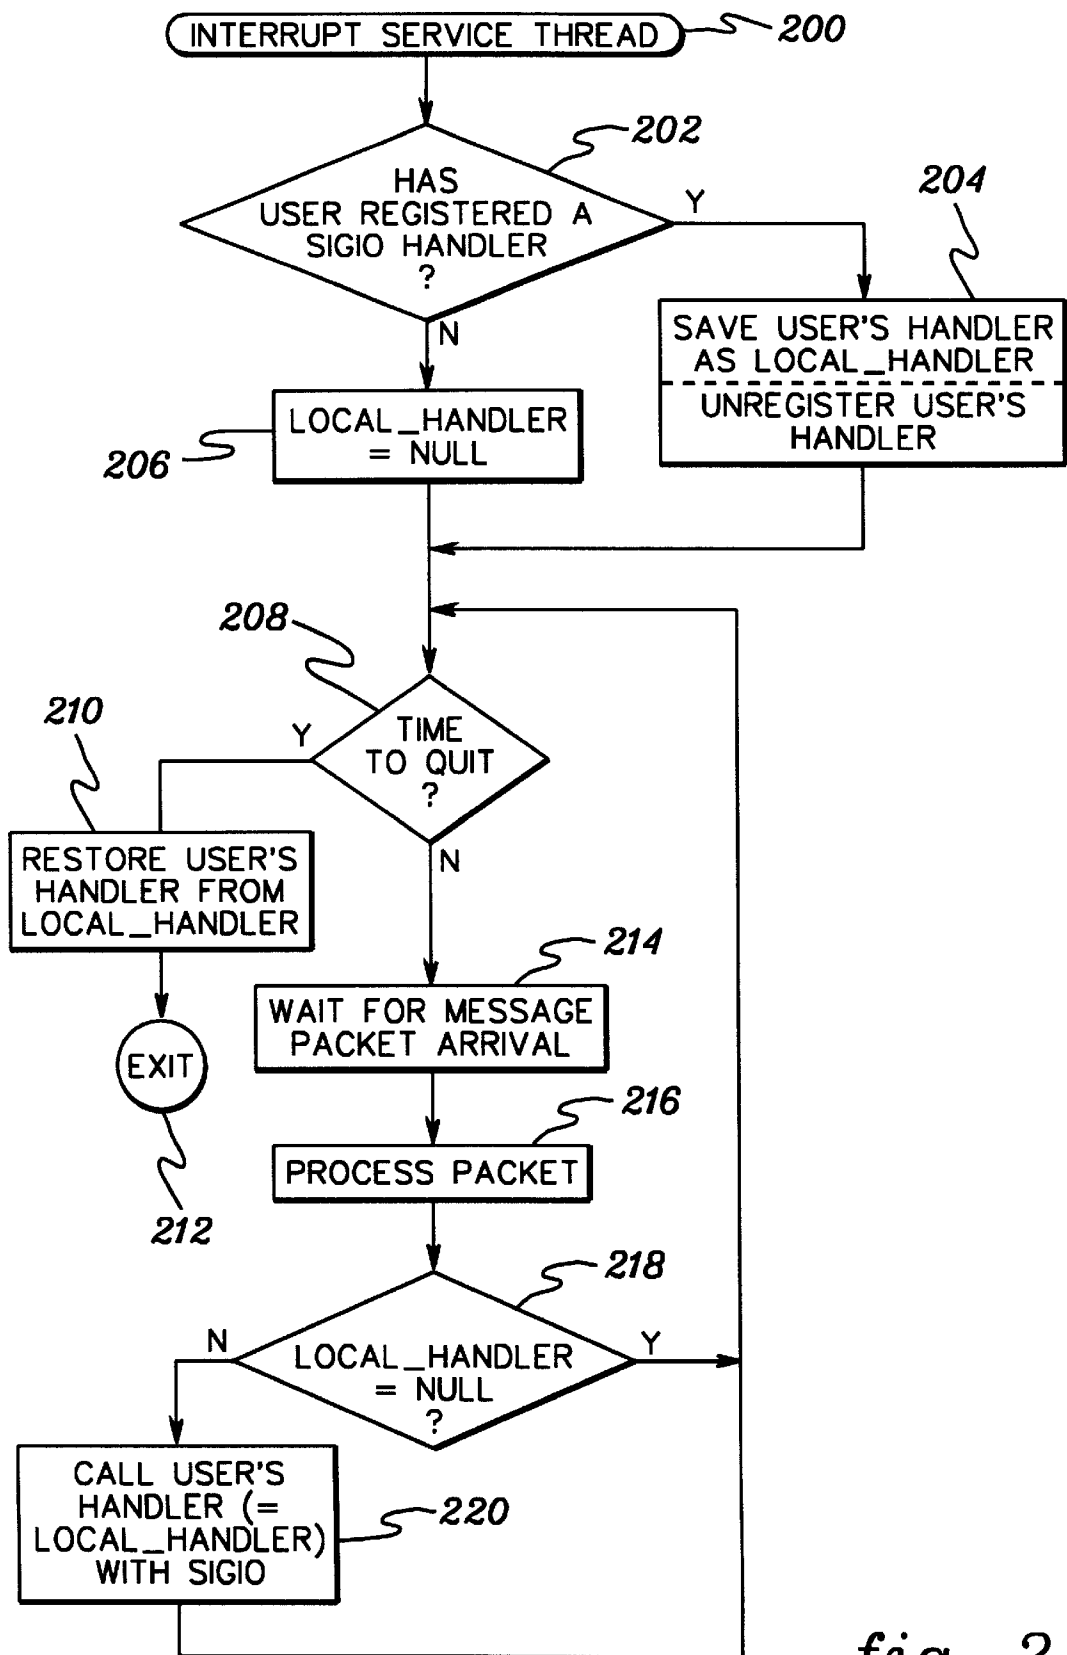 INTERRUPT SERVICE THREAD
200
202
HAS
USER REGISTERED A
SIGIO HANDLER
?
Y
N
204
SAVE USER'S HANDLER
AS LOCAL_HANDLER
UNREGISTER USER'S
HANDLER
LOCAL_HANDLER
= NULL
206
208
TIME
TO QUIT
?
Y
N
210
RESTORE USER'S
HANDLER FROM
LOCAL_HANDLER
EXIT
212
214
WAIT FOR MESSAGE
PACKET ARRIVAL
216
PROCESS PACKET
218
LOCAL_HANDLER
= NULL
?
N
Y
CALL USER'S
HANDLER (=
LOCAL_HANDLER)
WITH SIGIO
220
fig. 2